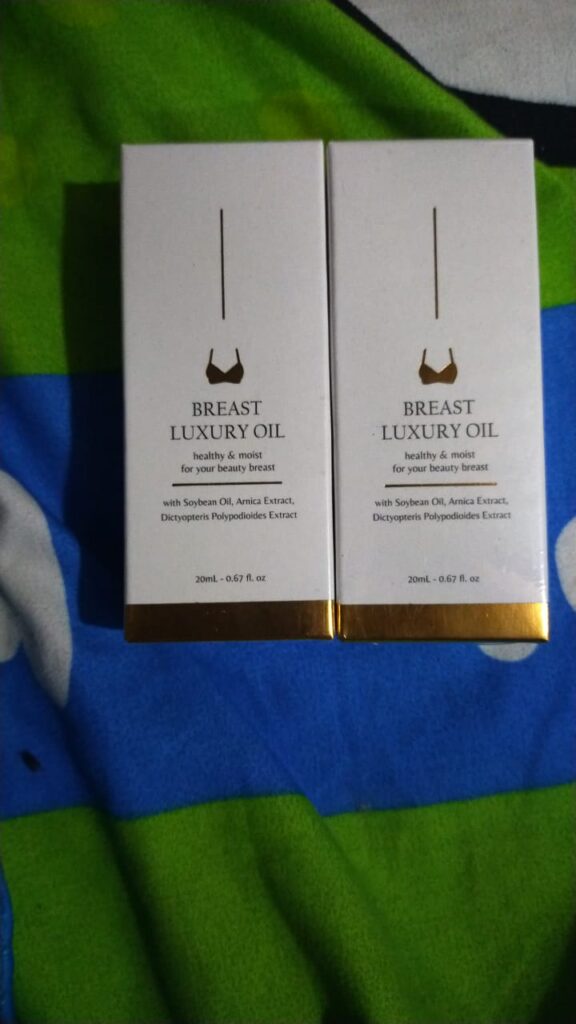 BREAST
LUXURY OIL
healthy & moist
for your beauty breast
with Soybean Oil, Arnica Extract,
Dictyopteris Polypodioides Extract
20mL - 0.67 fl. oz
BREAST
LUXURY OIL
healthy & moist
for your beauty breast
with Soybean Oil, Arnica Extract,
Dictyopteris Polypodioides Extract
20mL - 0.67 fl. oz